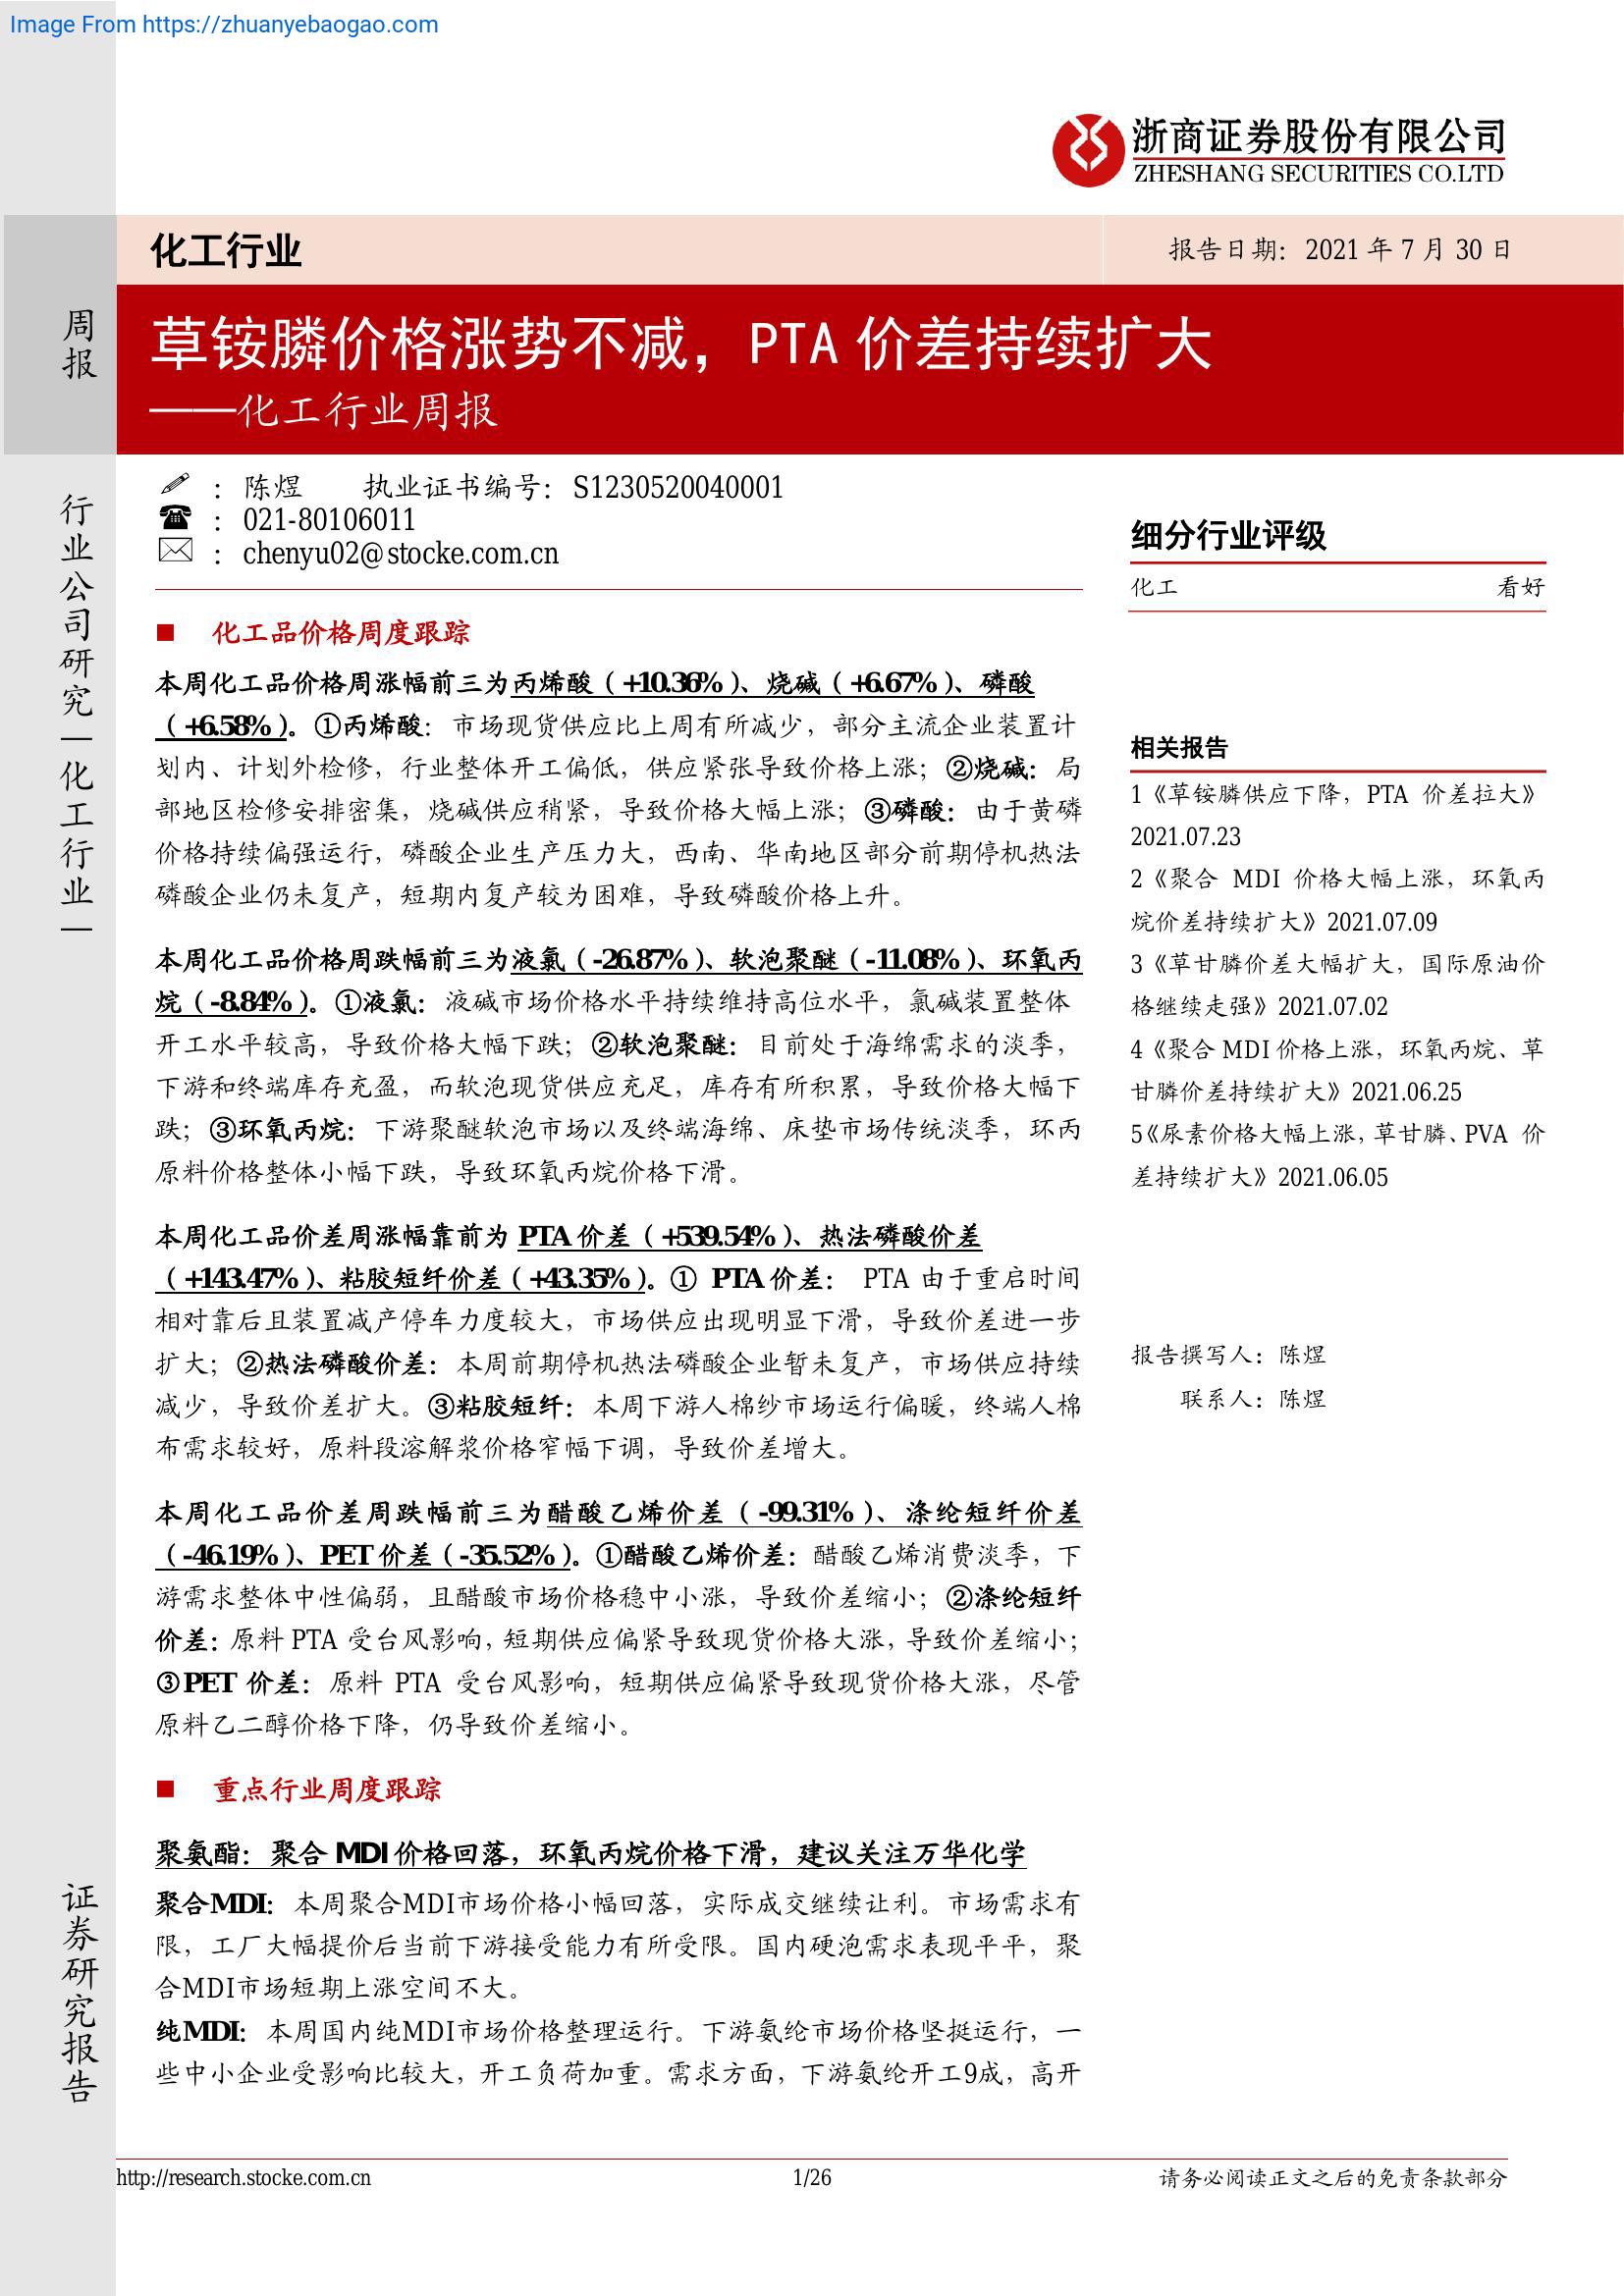 Image From https://zhuanyebaogao.com
浙商证券股份有限公司
ZHESHANG SECURITIES CO.LTD
化工行业
报告日期：2021 年 7 月 30 日
周报
草铵膦价格涨势不减，PTA 价差持续扩大
——化工行业周报
行业公司研究—化工行业—
证券研究报告
：陈煜 执业证书编号：S1230520040001
：021-80106011
：chenyu02@stocke.com.cn
化工品价格周度跟踪
本周化工品价格周涨幅前三为丙烯酸（+10.36%）、烧碱（+6.67%）、磷酸
（+6.58%）。①丙烯酸：市场现货供应比上周有所减少，部分主流企业装置计
划内、计划外检修，行业整体开工偏低，供应紧张导致价格上涨；②烧碱：局
部地区检修安排密集，烧碱供应稍紧，导致价格大幅上涨；③磷酸：由于黄磷
价格持续偏强运行，磷酸企业生产压力大，西南、华南地区部分前期停机热法
磷酸企业仍未复产，短期内复产较为困难，导致磷酸价格上升。
本周化工品价格周跌幅前三为液氯（-26.87%）、软泡聚醚（-11.08%）、环氧丙
烷（-8.84%）。①液氯：液碱市场价格水平持续维持高位水平，氯碱装置整体
开工水平较高，导致价格大幅下跌；②软泡聚醚：目前处于海绵需求的淡季，
下游和终端库存充盈，而软泡现货供应充足，库存有所积累，导致价格大幅下
跌；③环氧丙烷：下游聚醚软泡市场以及终端海绵、床垫市场传统淡季，环丙
原料价格整体小幅下跌，导致环氧丙烷价格下滑。
本周化工品价差周涨幅靠前为 PTA 价差（+539.54%）、热法磷酸价差
（+143.47%）、粘胶短纤价差（+43.35%）。① PTA 价差： PTA 由于重启时间
相对靠后且装置减产停车力度较大，市场供应出现明显下滑，导致价差进一步
扩大；②热法磷酸价差：本周前期停机热法磷酸企业暂未复产，市场供应持续
减少，导致价差扩大。③粘胶短纤：本周下游人棉纱市场运行偏暖，终端人棉
布需求较好，原料段溶解浆价格窄幅下调，导致价差增大。
本周化工品价差周跌幅前三为醋酸乙烯价差（-99.31%）、涤纶短纤价差
（-46.19%）、PET 价差（-35.52%）。①醋酸乙烯价差：醋酸乙烯消费淡季，下
游需求整体中性偏弱，且醋酸市场价格稳中小涨，导致价差缩小；②涤纶短纤
价差：原料 PTA 受台风影响，短期供应偏紧导致现货价格大涨，导致价差缩小；
③PET 价差：原料 PTA 受台风影响，短期供应偏紧导致现货价格大涨，尽管
原料乙二醇价格下降，仍导致价差缩小。
重点行业周度跟踪
聚氨酯：聚合 MDI 价格回落，环氧丙烷价格下滑，建议关注万华化学
聚合MDI：本周聚合MDI市场价格小幅回落，实际成交继续让利。市场需求有
限，工厂大幅提价后当前下游接受能力有所受限。国内硬泡需求表现平平，聚
合MDI市场短期上涨空间不大。
纯MDI：本周国内纯MDI市场价格整理运行。下游氨纶市场价格坚挺运行，一
些中小企业受影响比较大，开工负荷加重。需求方面，下游氨纶开工9成，高开
细分行业评级
化工 看好
相关报告
1《草铵膦供应下降，PTA 价差拉大》
2021.07.23
2《聚合 MDI 价格大幅上涨，环氧丙
烷价差持续扩大》2021.07.09
3《草甘膦价差大幅扩大，国际原油价
格继续走强》2021.07.02
4《聚合 MDI 价格上涨，环氧丙烷、草
甘膦价差持续扩大》2021.06.25
5《尿素价格大幅上涨，草甘膦、PVA 价
差持续扩大》2021.06.05
报告撰写人：陈煜
联系人：陈煜
http://research.stocke.com.cn
1/26
请务必阅读正文之后的免责条款部分